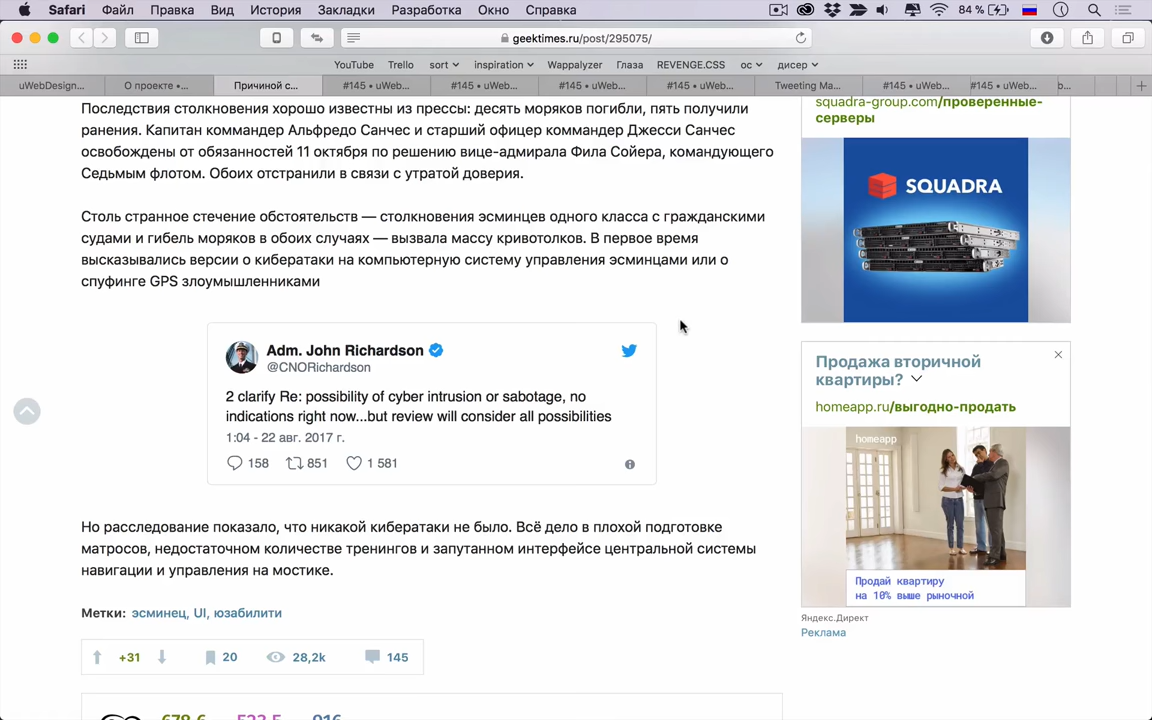 Safari Файл Правка Вид История Закладки Разработка Окно Справка 84 %
geektimes.ru/post/295075/
YouTube Trello sort inspiration Wappalyzer Глаза REVENGE.CSS ос дисер
uWebDesign... О проекте •... Причиной с... #145 • uWeb... #145 • uWeb... #145 • uWeb... #145 • uWeb... Tweeting Ma... #145 • uWeb... #145 • uWeb... b...
Последствия столкновения хорошо известны из прессы: десять моряков погибли, пять получили
ранения. Капитан коммандер Альфредо Санчес и старший офицер коммандер Джесси Санчес
освобождены от обязанностей 11 октября по решению вице-адмирала Фила Сойера, командующего
Седьмым флотом. Обоих отстранили в связи с утратой доверия.
Столь странное стечение обстоятельств — столкновения эсминцев одного класса с гражданскими
судами и гибель моряков в обоих случаях — вызвала массу кривотолков. В первое время
высказывались версии о кибератаки на компьютерную систему управления эсминцами или о
спуфинге GPS злоумышленниками
Adm. John Richardson
@CNORichardson
2 clarify Re: possibility of cyber intrusion or sabotage, no
indications right now...but review will consider all possibilities
1:04 - 22 авг. 2017 г.
158 851 1 581
Но расследование показало, что никакой кибератаки не было. Всё дело в плохой подготовке
матросов, недостаточном количестве тренингов и запутанном интерфейсе центральной системы
навигации и управления на мостике.
Метки: эсминец, UI, юзабилити
+31 20 28,2k 145
squadra-group.com/проверенные-
серверы
SQUADRA
Продажа вторичной
квартиры?
homeapp.ru/выгодно-продать
homeapp
Продай квартиру
на 10% выше рыночной
Яндекс.Директ
Реклама